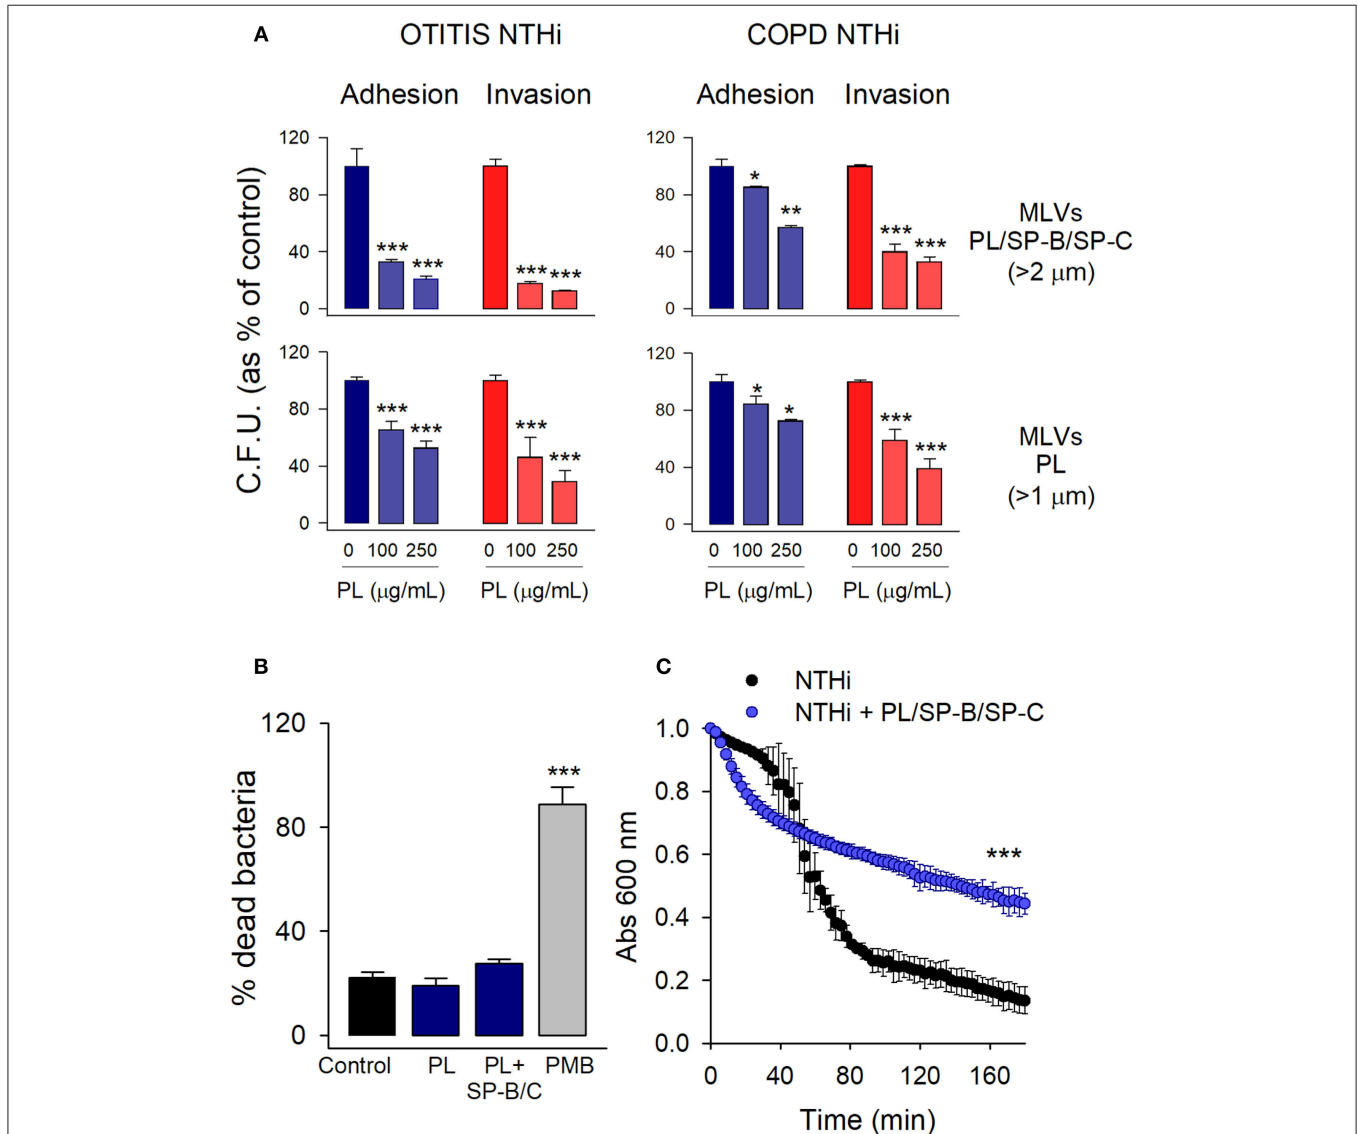 A
OTITIS NTHi COPD NTHi
Adhesion Invasion Adhesion Invasion
C.F.U. (as % of control)
120 120
80 80
40 40
0 0
*** *** *** *** * ** *** ***
MLVs
PL/SP-B/SP-C
(>2 μm)
120 120
80 80
40 40
0 0
*** *** *** *** * * *** ***
MLVs
PL
(>1 μm)
0 100 250 0 100 250 0 100 250 0 100 250
PL (μg/mL) PL (μg/mL) PL (μg/mL) PL (μg/mL)
B
% dead bacteria
120
80
40
0
***
Control PL PL+ PMB
SP-B/C
C
NTHi
NTHi + PL/SP-B/SP-C
Abs 600 nm
1.0
0.8
0.6
0.4
0.2
0.0
***
0 40 80 120 160
Time (min)